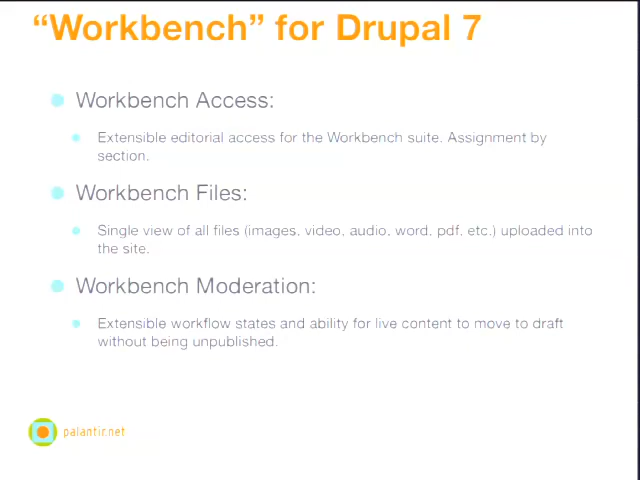 “Workbench” for Drupal 7
Workbench Access:
Extensible editorial access for the Workbench suite. Assignment by
section.
Workbench Files:
Single view of all files (images, video, audio, word, pdf, etc.) uploaded into
the site.
Workbench Moderation:
Extensible workflow states and ability for live content to move to draft
without being unpublished.
palantir.net